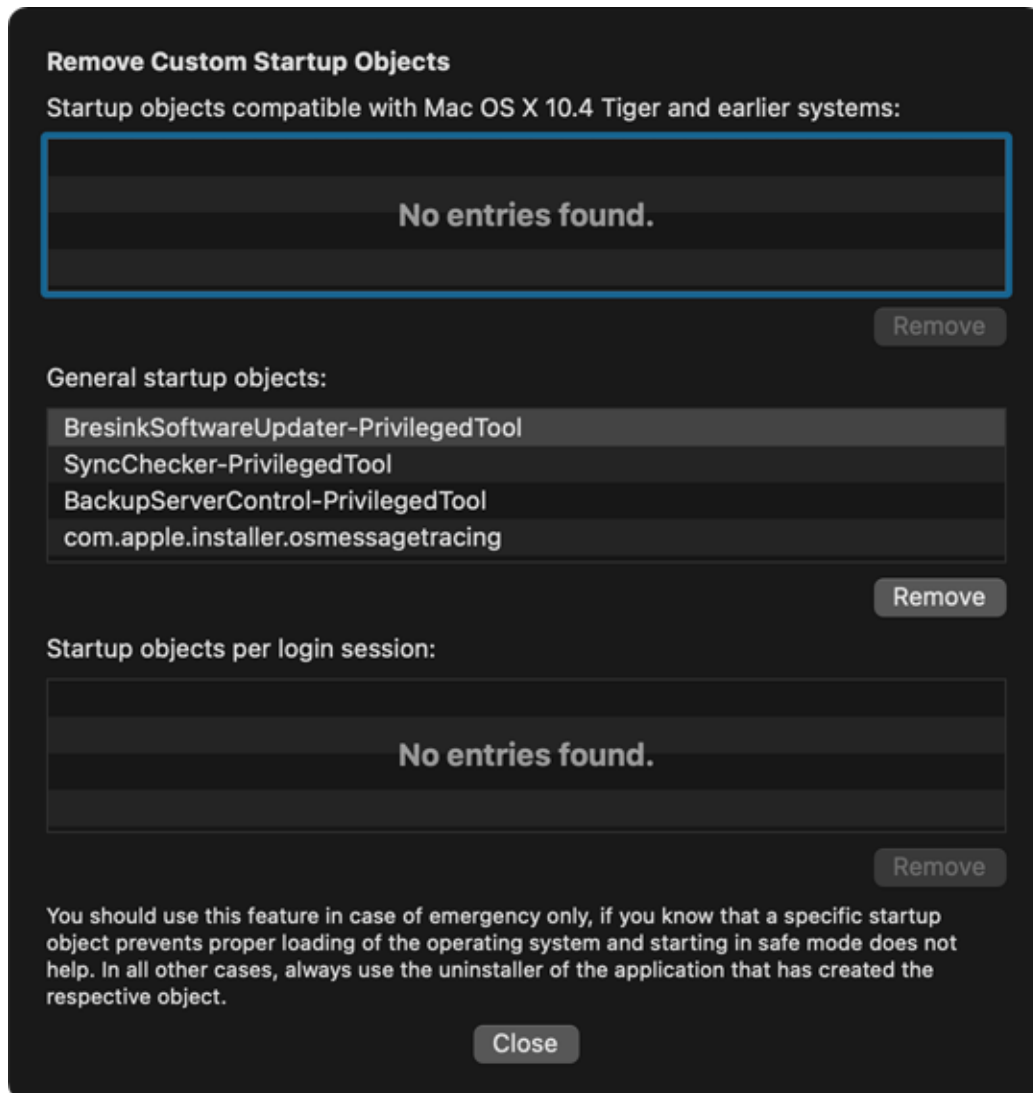 Remove Custom Startup Objects
Startup objects compatible with Mac OS X 10.4 Tiger and earlier systems:
No entries found.
Remove
General startup objects:
BresinkSoftwareUpdater-PrivilegedTool
SyncChecker-PrivilegedTool
BackupServerControl-PrivilegedTool
com.apple.installer.osmessagetracing
Remove
Startup objects per login session:
No entries found.
Remove
You should use this feature in case of emergency only, if you know that a specific startup
object prevents proper loading of the operating system and starting in safe mode does not
help. In all other cases, always use the uninstaller of the application that has created the
respective object.
Close